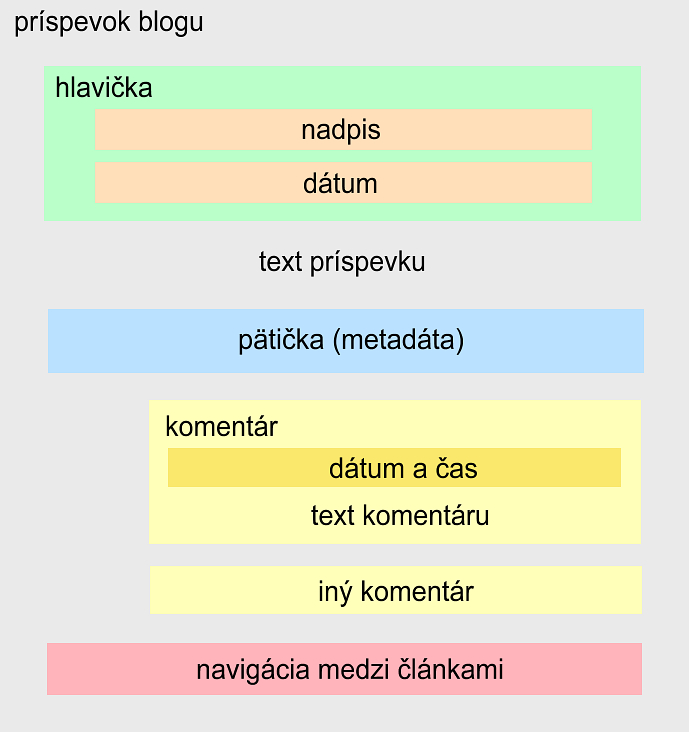 príspevok blogu
hlavička
nadpis
dátum
text príspevku
pätička (metadáta)
komentár
dátum a čas
text komentáru
iný komentár
navigácia medzi článkami